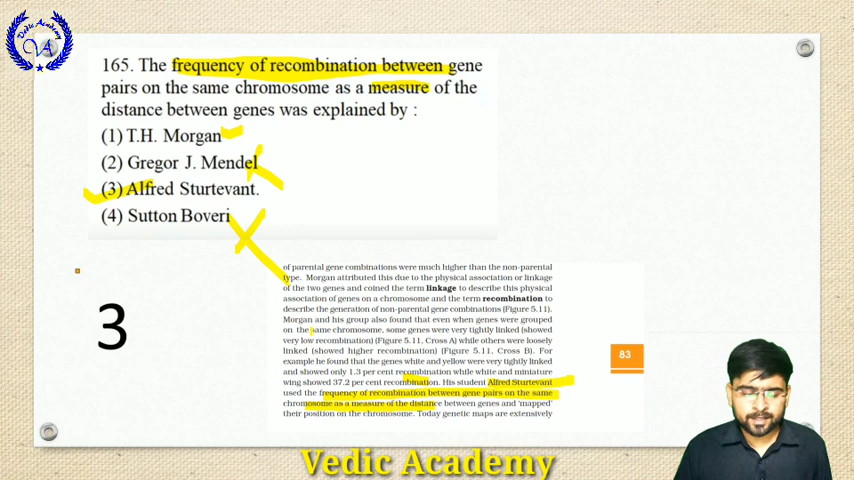 Vedic Academy
VA
165. The frequency of recombination between gene
pairs on the same chromosome as a measure of the
distance between genes was explained by :
(1) T.H. Morgan
(2) Gregor J. Mendel
(3) Alfred Sturtevant.
(4) Sutton Boveri
3
of parental gene combinations were much higher than the non-parental
type. Morgan attributed this due to the physical association or linkage
of the two genes and coined the term linkage to describe this physical
association of genes on a chromosome and the term recombination to
describe the generation of non-parental gene combinations (Figure 5.11).
Morgan and his group also found that even when genes were grouped
on the same chromosome, some genes were very tightly linked (showed
very low recombination) (Figure 5.11, Cross A) while others were loosely
linked (showed higher recombination) (Figure 5.11, Cross B). For
example he found that the genes white and yellow were very tightly linked
and showed only 1.3 per cent recombination while white and miniature
wing showed 37.2 per cent recombination. His student Alfred Sturtevant
used the frequency of recombination between gene pairs on the same
chromosome as a measure of the distance between genes and 'mapped'
their position on the chromosome. Today genetic maps are extensively
83
Vedic Academy